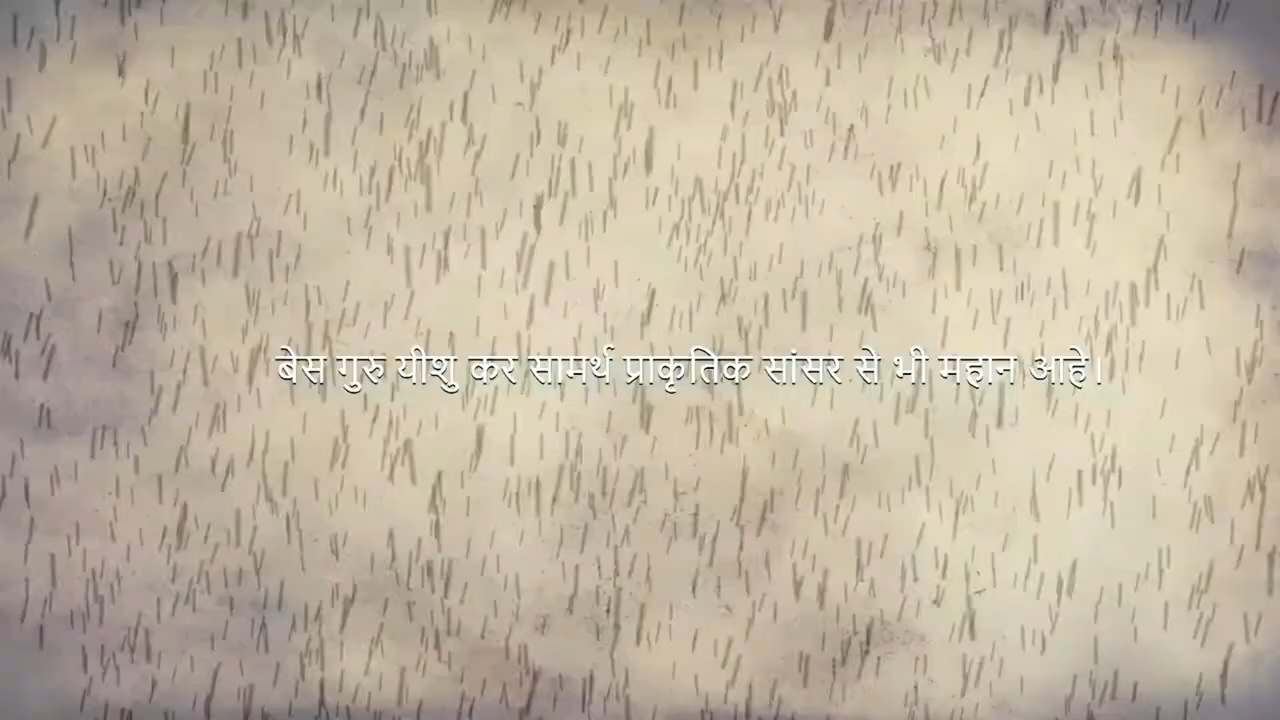 बेस गुरु यीशु कर सामर्थ प्राकृतिक सांसर से भी महान आहे।